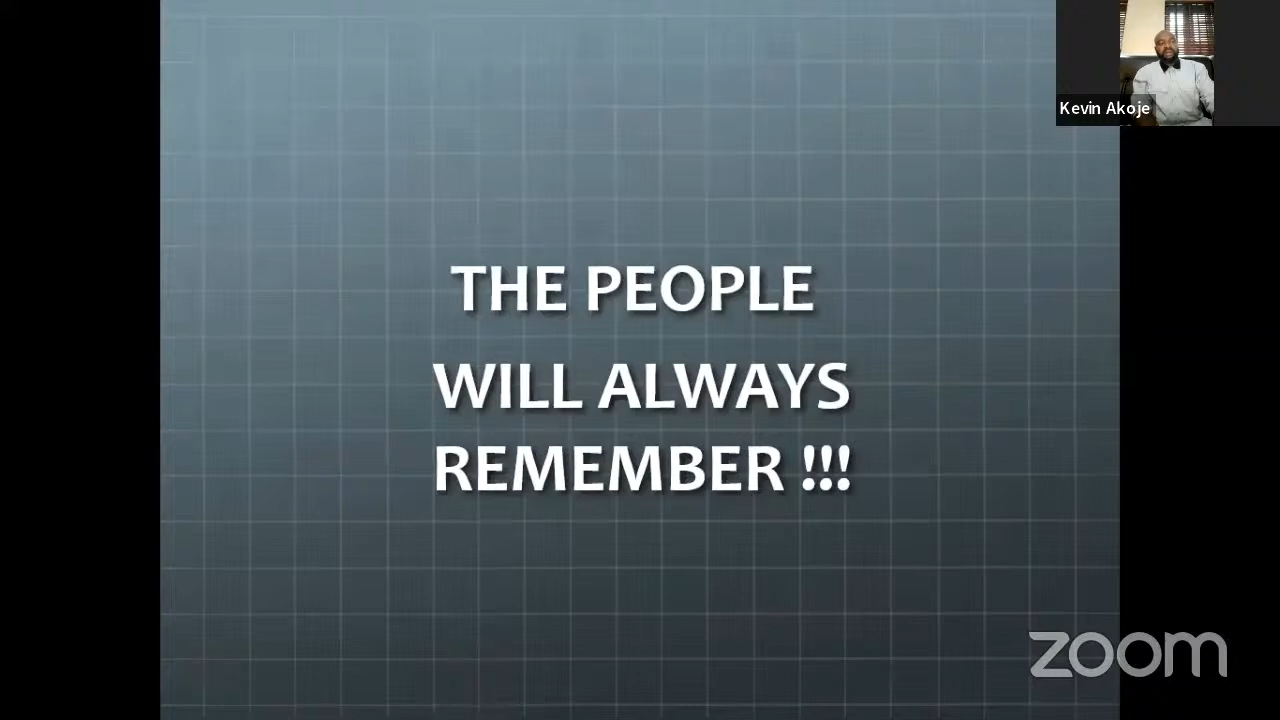 Kevin Akoje
THE PEOPLE
WILL ALWAYS
REMEMBER !!!
zoom